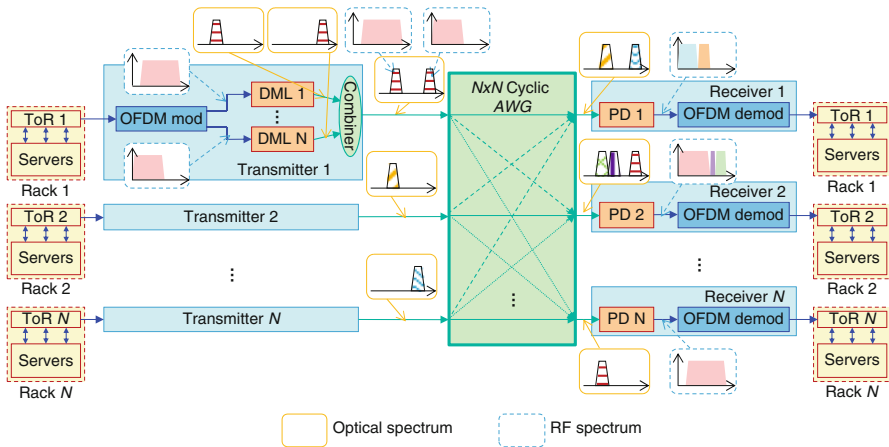 ToR 1
Servers
Rack 1
OFDM mod
DML 1
DML N
Combiner
Transmitter 1
NxN Cyclic
AWG
Receiver 1
PD 1
OFDM demod
ToR 1
Servers
Rack 1
ToR 2
Servers
Rack 2
Transmitter 2
Receiver 2
PD 2
OFDM demod
ToR 2
Servers
Rack 2
ToR N
Servers
Rack N
Transmitter N
Receiver N
PD N
OFDM demod
ToR N
Servers
Rack N
Optical spectrum
RF spectrum